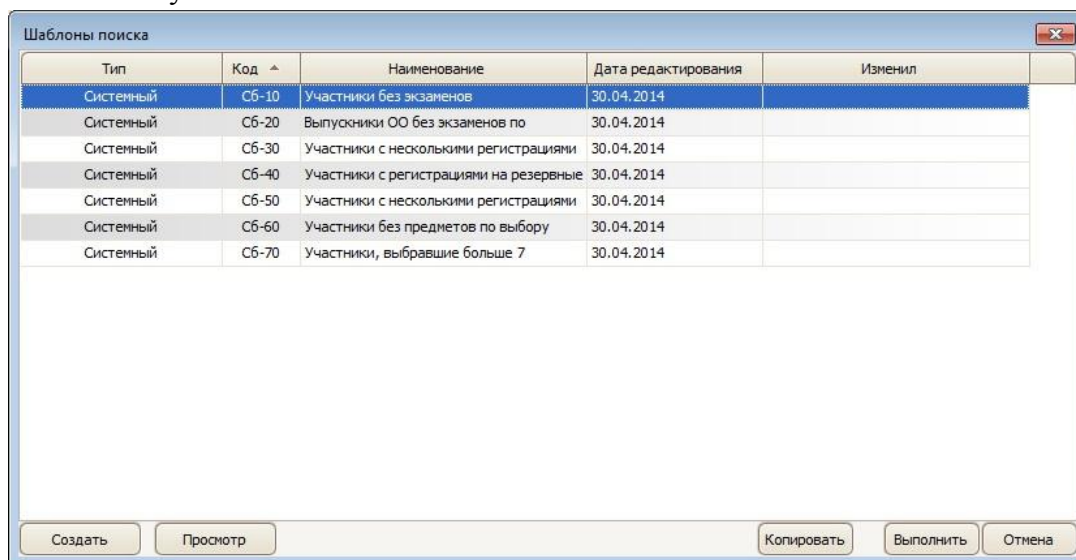 Шаблоны поиска
Тип Код Наименование Дата редактирования Изменил
Системный Сб-10 Участники без экзаменов 30.04.2014
Системный Сб-20 Выпускники ОО без экзаменов по 30.04.2014
Системный Сб-30 Участники с несколькими регистрациями 30.04.2014
Системный Сб-40 Участники с регистрациями на резервные 30.04.2014
Системный Сб-50 Участники с несколькими регистрациями 30.04.2014
Системный Сб-60 Участники без предметов по выбору 30.04.2014
Системный Сб-70 Участники, выбравшие больше 7 30.04.2014
Создать Просмотр Копировать Выполнить Отмена